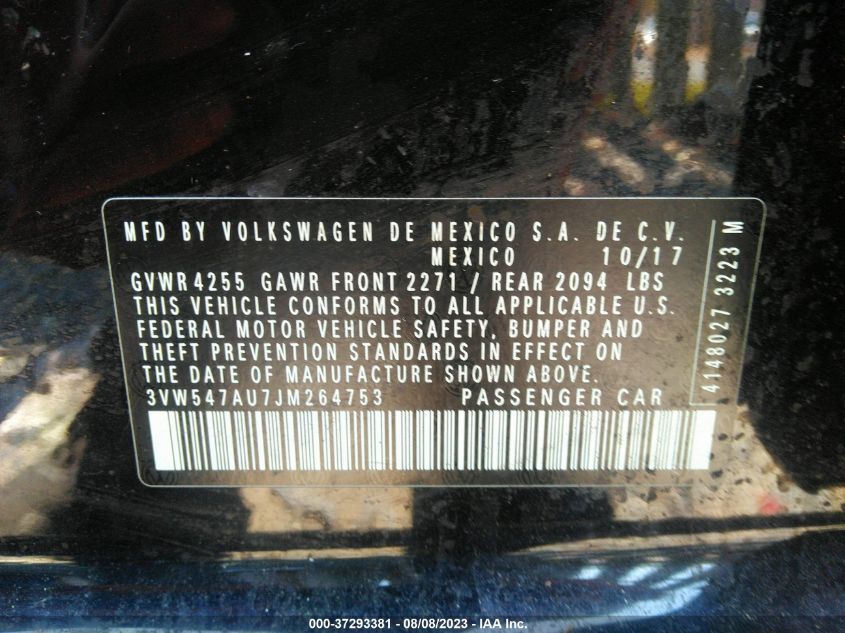 MFD BY VOLKSWAGEN DE MEXICO S.A. DE C.V.
MEXICO 10/17
GVWR 4255 GAWR FRONT 2271 / REAR 2094 LBS
THIS VEHICLE CONFORMS TO ALL APPLICABLE U.S.
FEDERAL MOTOR VEHICLE SAFETY, BUMPER AND
THEFT PREVENTION STANDARDS IN EFFECT ON
THE DATE OF MANUFACTURE SHOWN ABOVE.
3VW547AU7JM264753 PASSENGER CAR
4148027 3223 M
000-37293381 - 08/08/2023 - IAA Inc.